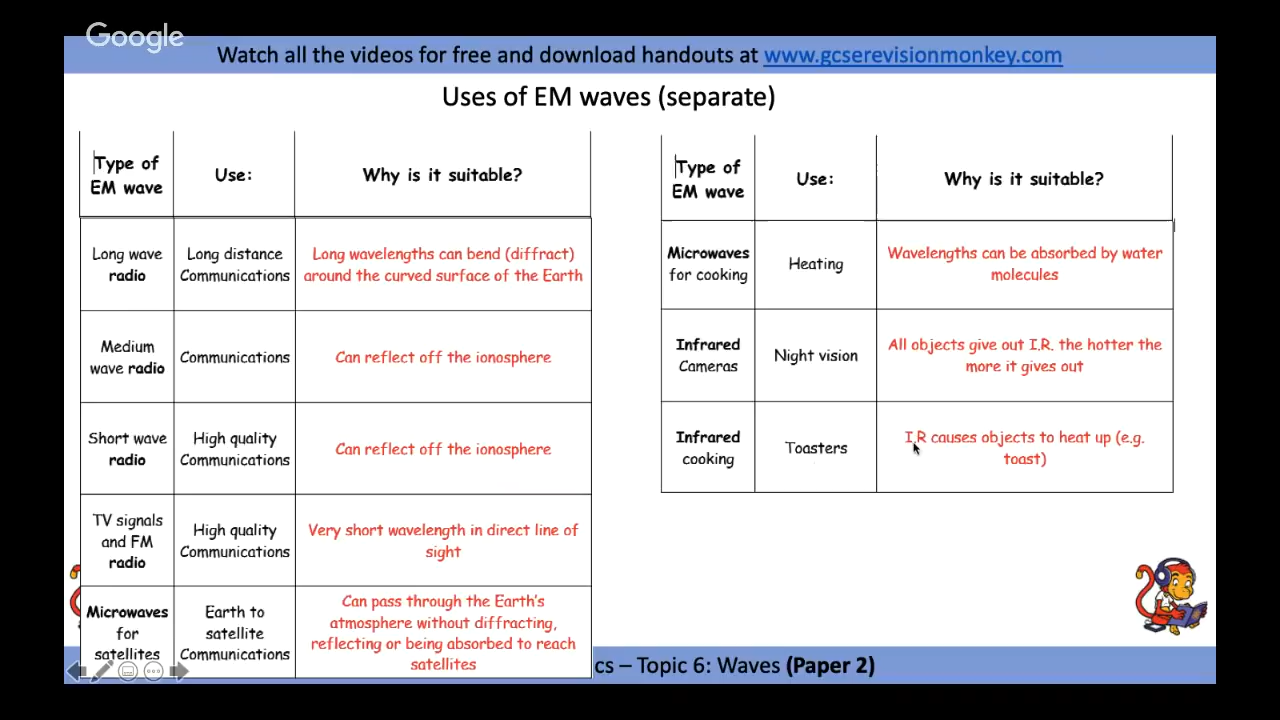 Google
Watch all the videos for free and download handouts at www.gcserevisionmonkey.com
Uses of EM waves (separate)
Type of
EM wave
Use:
Why is it suitable?
Long wave
radio
Long distance
Communications
Long wavelengths can bend (diffract)
around the curved surface of the Earth
Medium
wave radio
Communications
Can reflect off the ionosphere
Short wave
radio
High quality
Communications
Can reflect off the ionosphere
TV signals
and FM
radio
High quality
Communications
Very short wavelength in direct line of
sight
Microwaves
for
satellites
Earth to
satellite
Communications
Can pass through the Earth's
atmosphere without diffracting,
reflecting or being absorbed to reach
satellites
Type of
EM wave
Use:
Why is it suitable?
Microwaves
for cooking
Heating
Wavelengths can be absorbed by water
molecules
Infrared
Cameras
Night vision
All objects give out I.R. the hotter the
more it gives out
Infrared
cooking
Toasters
I.R causes objects to heat up (e.g.
toast)
cs – Topic 6: Waves (Paper 2)